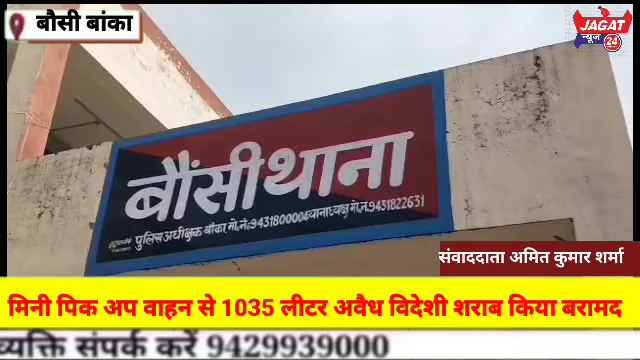 बौसी बांका
JAGAT
न्यूज 24
बौंसी थाना
पुलिस अधीक्षक बाँका मो.नं.:9431800004 थानाध्यक्ष मो.नं.9431822631
संवाददाता अमित कुमार शर्मा
मिनी पिक अप वाहन से 1035 लीटर अवैध विदेशी शराब किया बरामद
व्यक्ति संपर्क करें 9429939000